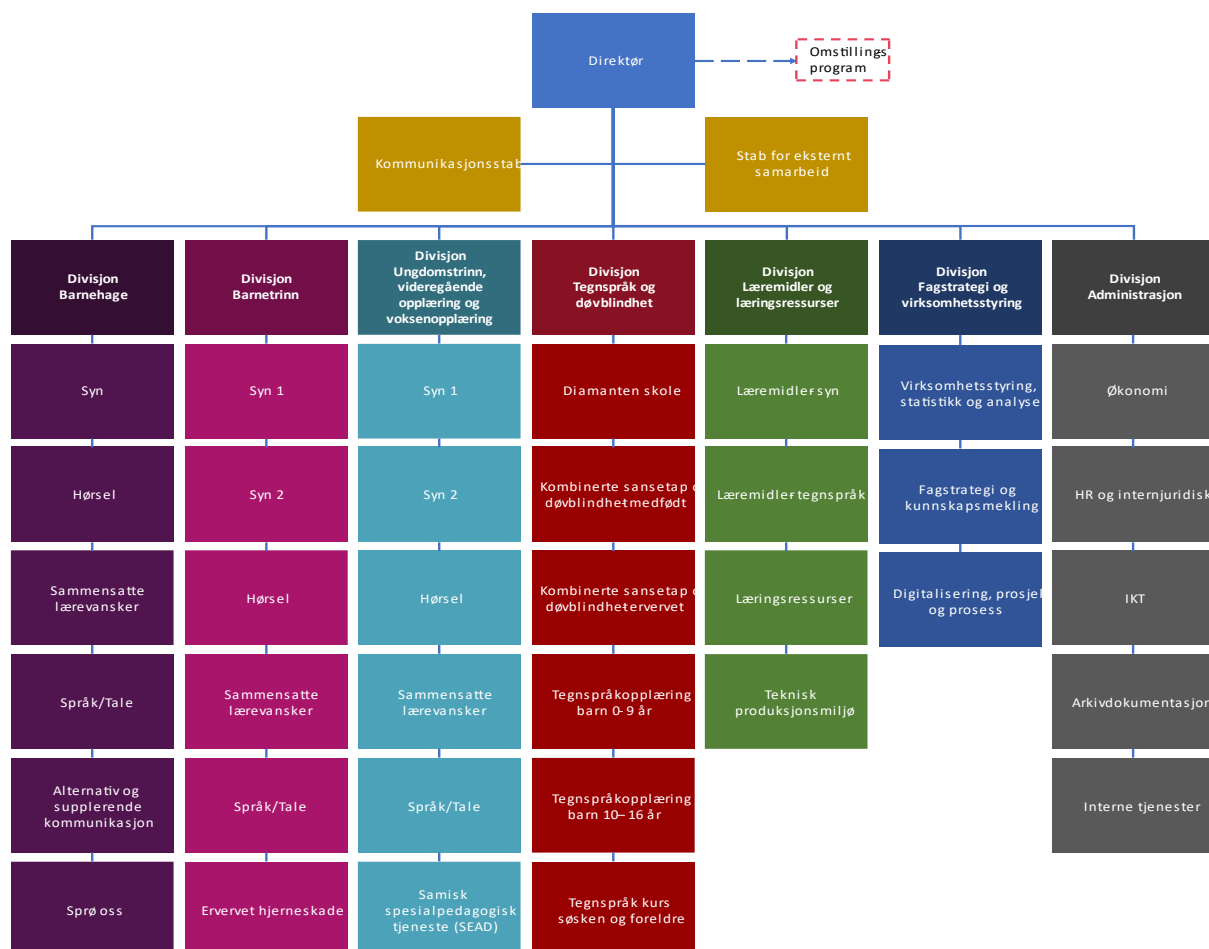 Direktør
Omstillings
program
Kommunikasjonsstab
Stab for eksternt
samarbeid
Divisjon
Barnehage
Divisjon
Barnetrinn
Divisjon
Ungdomstrinn,
videregående
opplæring og
voksenopplæring
Divisjon
Tegnspråk og
døvblindhet
Divisjon
Læremidler og
læringsressurser
Divisjon
Fagstrategi og
virksomhetsstyring
Divisjon
Administrasjon
Syn
Syn 1
Syn 1
Diamanten skole
Læremidler-syn
Virksomhetsstyring,
statistikk og analyse
Økonomi
Hørsel
Syn 2
Syn 2
Kombinerte sansetap o
døvblindhet-medfødt
Læremidler-tegnspråk
Fagstrategi og
kunnskapsmekling
HR og internjuridisk
Sammensatte
lærevansker
Hørsel
Hørsel
Kombinerte sansetap o
døvblindhet-ervervet
Læringsressurser
Digitalisering, prosjek
og prosess
IKT
Språk/Tale
Sammensatte
lærevansker
Sammensatte
lærevansker
Tegnspråkopplæring
barn 0-9 år
Teknisk
produksjonsmiljø
Arkivdokumentasjon
Alternativ og
supplerende
kommunikasjon
Språk/Tale
Språk/Tale
Tegnspråkopplæring
barn 10–16 år
Interne tjenester
Sprø oss
Ervervet hjerneskade
Samisk
spesialpedagogisk
tjeneste (SEAD)
Tegnspråk kurs
søsken og foreldre